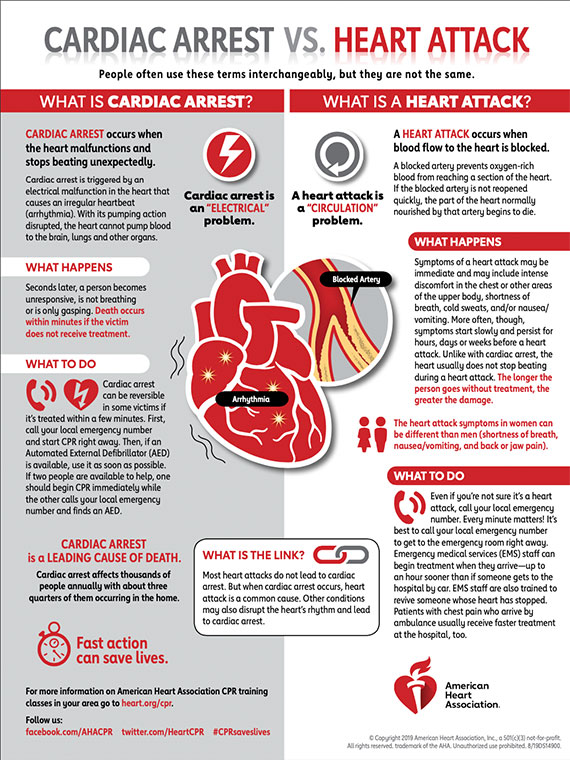 CARDIAC ARREST VS. HEART ATTACK
People often use these terms interchangeably, but they are not the same.
WHAT IS CARDIAC ARREST?
CARDIAC ARREST occurs when
the heart malfunctions and
stops beating unexpectedly.
Cardiac arrest is triggered by an
electrical malfunction in the heart that
causes an irregular heartbeat
(arrhythmia). With its pumping action
disrupted, the heart cannot pump blood
to the brain, lungs and other organs.
Cardiac arrest is
an “ELECTRICAL”
problem.
WHAT HAPPENS
Seconds later, a person becomes
unresponsive, is not breathing
or is only gasping. Death occurs
within minutes if the victim
does not receive treatment.
WHAT TO DO
Cardiac arrest
can be reversible
in some victims if
it’s treated within a few minutes. First,
call your local emergency number
and start CPR right away. Then, if an
Automated External Defibrillator (AED)
is available, use it as soon as possible.
If two people are available to help, one
should begin CPR immediately while
the other calls your local emergency
number and finds an AED.
CARDIAC ARREST
is a LEADING CAUSE OF DEATH.
Cardiac arrest affects thousands of
people annually with about three
quarters of them occurring in the home.
Fast action
can save lives.
For more information on American Heart Association CPR training
classes in your area go to heart.org/cpr.
Follow us:
facebook.com/AHACPR twitter.com/HeartCPR #CPRsaveslives
Arrhythmia
Blocked Artery
WHAT IS THE LINK?
Most heart attacks do not lead to cardiac
arrest. But when cardiac arrest occurs, heart
attack is a common cause. Other conditions
may also disrupt the heart’s rhythm and lead
to cardiac arrest.
WHAT IS A HEART ATTACK?
A heart attack is
a “CIRCULATION”
problem.
A HEART ATTACK occurs when
blood flow to the heart is blocked.
A blocked artery prevents oxygen-rich
blood from reaching a section of the heart.
If the blocked artery is not reopened
quickly, the part of the heart normally
nourished by that artery begins to die.
WHAT HAPPENS
Symptoms of a heart attack may be
immediate and may include intense
discomfort in the chest or other areas
of the upper body, shortness of
breath, cold sweats, and/or nausea/
vomiting. More often, though,
symptoms start slowly and persist for
hours, days or weeks before a heart
attack. Unlike with cardiac arrest, the
heart usually does not stop beating
during a heart attack. The longer the
person goes without treatment, the
greater the damage.
The heart attack symptoms in women can
be different than men (shortness of breath,
nausea/vomiting, and back or jaw pain).
WHAT TO DO
Even if you’re not sure it’s a heart
attack, call your local emergency
number. Every minute matters! It’s
best to call your local emergency number
to get to the emergency room right away.
Emergency medical services (EMS) staff can
begin treatment when they arrive—up to
an hour sooner than if someone gets to the
hospital by car. EMS staff are also trained to
revive someone whose heart has stopped.
Patients with chest pain who arrive by
ambulance usually receive faster treatment
at the hospital, too.
American
Heart
Association.
© Copyright 2019 American Heart Association, Inc., a 501(c)(3) not-for-profit.
All rights reserved. trademark of the AHA. Unauthorized use prohibited. 8/19DS14900.